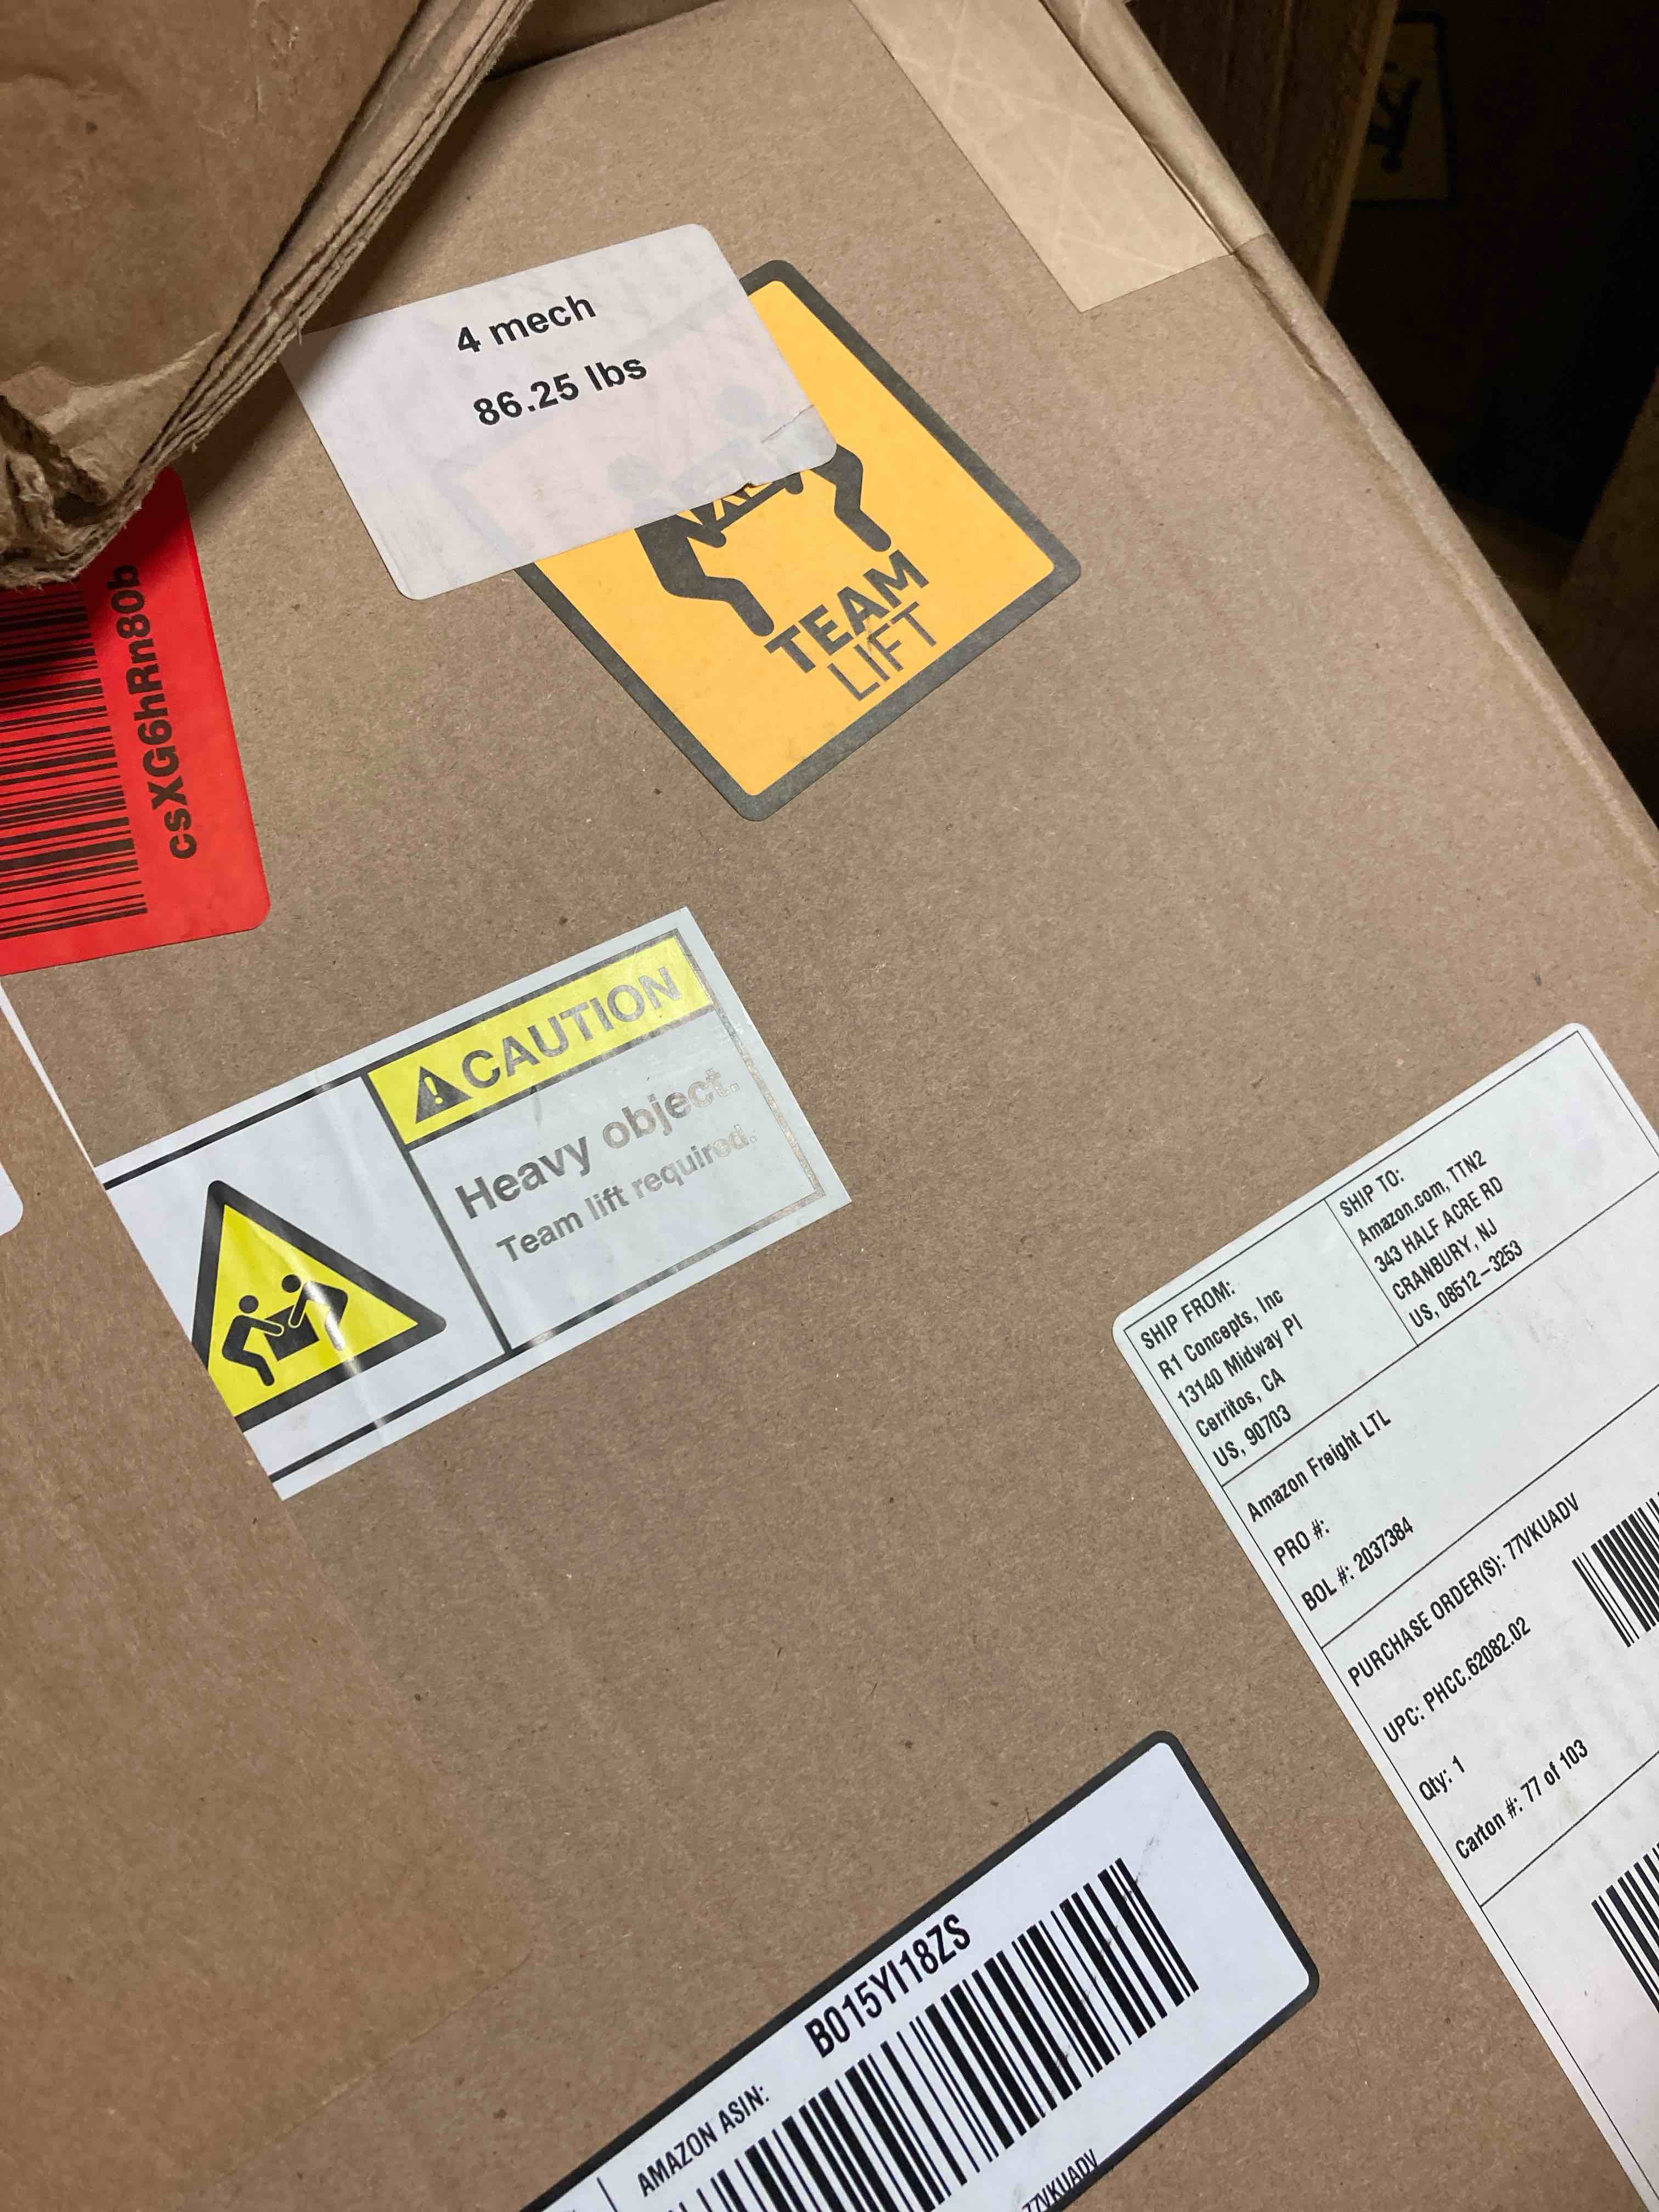 4 mech
86.25 lbs
TEAM
LIFT
csXG6hRn80b
CAUTION
Heavy object.
Team lift required.
SHIP FROM:
R1 Concepts, Inc
13140 Midway Pl
Cerritos, CA
US, 90703
SHIP TO:
Amazon.com, TTN2
343 HALF ACRE RD
CRANBURY, NJ
US, 08512-3253
Amazon Freight LTL
PRO #:
BOL #: 2037384
PURCHASE ORDER(S): 77VKUADV
UPC: PHCC.62082.02
Qty: 1
Carton #: 77 of 103
AMAZON ASIN:
B015YI18ZS
77VKUADV